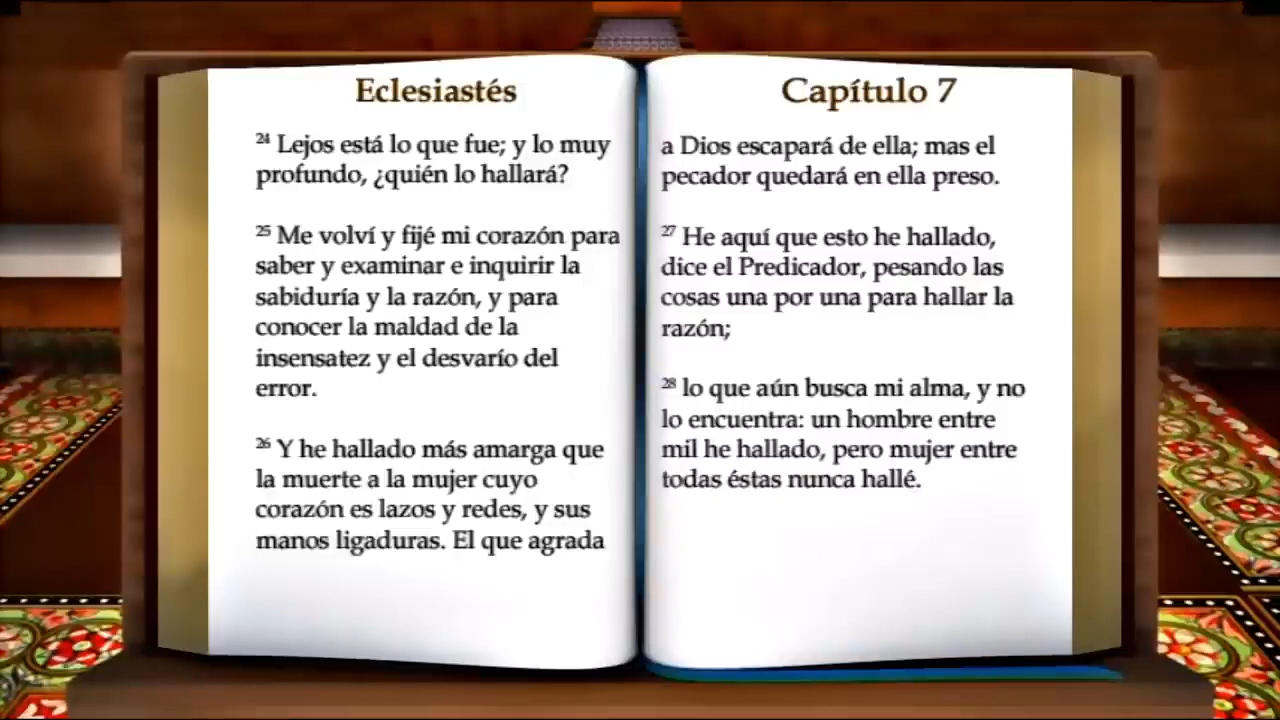 Eclesiastés
²⁴ Lejos está lo que fue; y lo muy
profundo, ¿quién lo hallará?
²⁵ Me volví y fijé mi corazón para
saber y examinar e inquirir la
sabiduría y la razón, y para
conocer la maldad de la
insensatez y el desvarío del
error.
²⁶ Y he hallado más amarga que
la muerte a la mujer cuyo
corazón es lazos y redes, y sus
manos ligaduras. El que agrada
Capítulo 7
a Dios escapará de ella; mas el
pecador quedará en ella preso.
²⁷ He aquí que esto he hallado,
dice el Predicador, pesando las
cosas una por una para hallar la
razón;
²⁸ lo que aún busca mi alma, y no
lo encuentra: un hombre entre
mil he hallado, pero mujer entre
todas éstas nunca hallé.